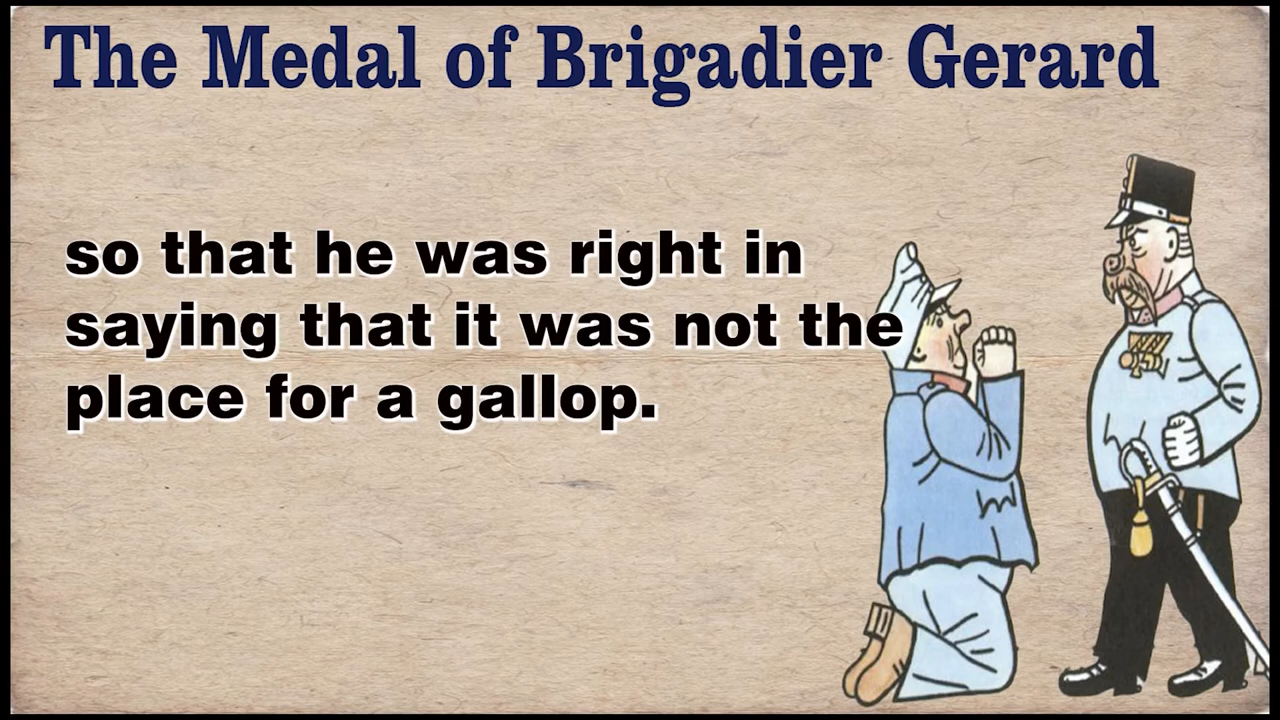 The Medal of Brigadier Gerard
so that he was right in
saying that it was not the
place for a gallop.